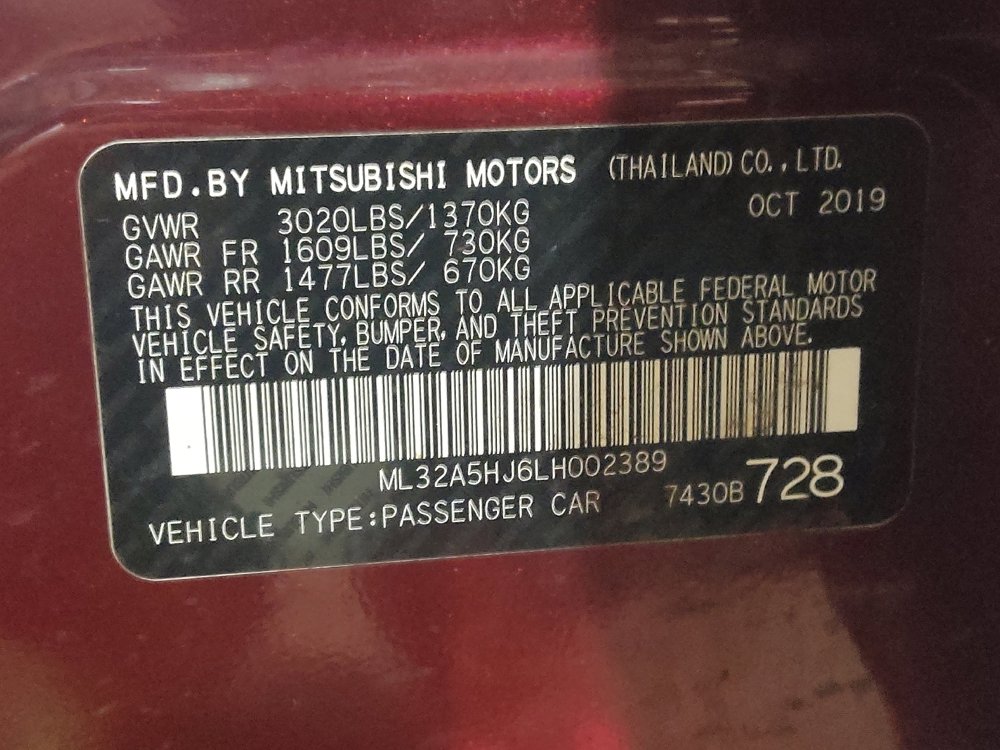 MFD.BY MITSUBISHI MOTORS (THAILAND) CO., LTD.
OCT 2019
GVWR 3020LBS/1370KG
GAWR FR 1609LBS/ 730KG
GAWR RR 1477LBS/ 670KG
THIS VEHICLE CONFORMS TO ALL APPLICABLE FEDERAL MOTOR
VEHICLE SAFETY, BUMPER, AND THEFT PREVENTION STANDARDS
IN EFFECT ON THE DATE OF MANUFACTURE SHOWN ABOVE.
ML32A5HJ6LH002389
VEHICLE TYPE:PASSENGER CAR 7430B 728